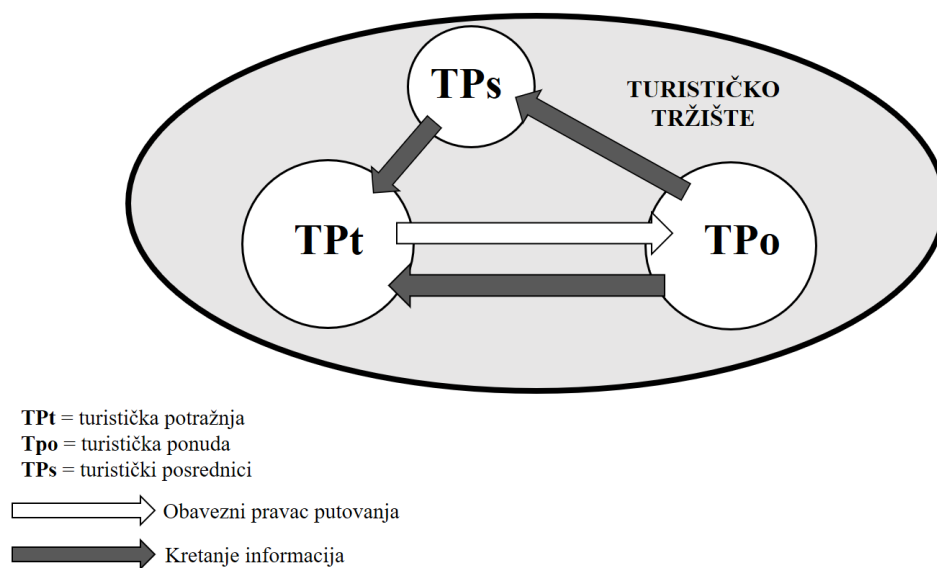 TPs
TURISTIČKO
TRŽIŠTE
TPt
TPo
TPt = turistička potražnja
Tpo = turistička ponuda
TPs = turistički posrednici
Obavezni pravac putovanja
Kretanje informacija